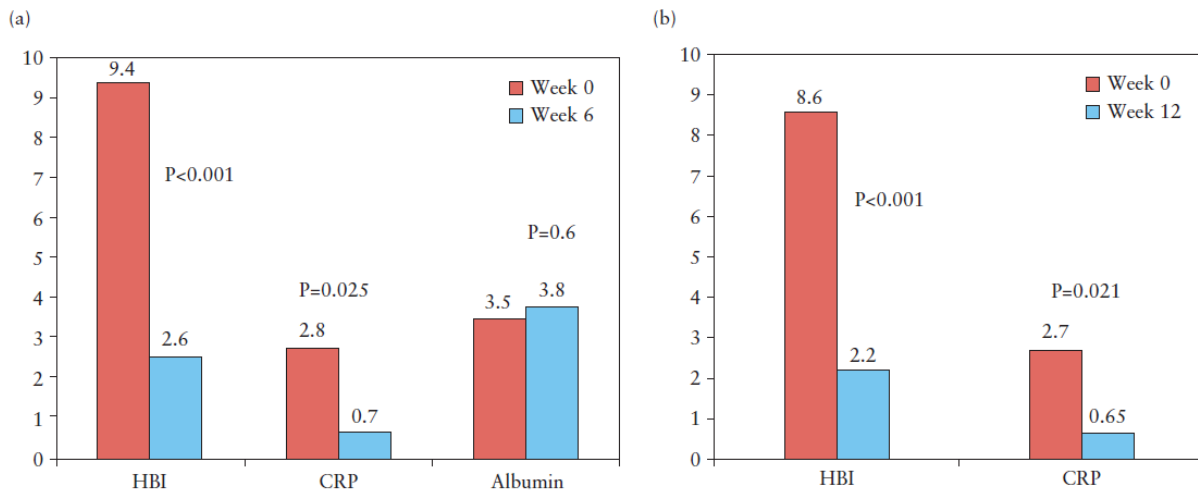 (a)
10
9
8
7
6
5
4
3
2
1
0
9.4
2.6
P<0.001
2.8
0.7
P=0.025
3.5
3.8
P=0.6
Week 0
Week 6
HBI
CRP
Albumin
(b)
10
9
8
7
6
5
4
3
2
1
0
8.6
2.2
P<0.001
2.7
0.65
P=0.021
Week 0
Week 12
HBI
CRP